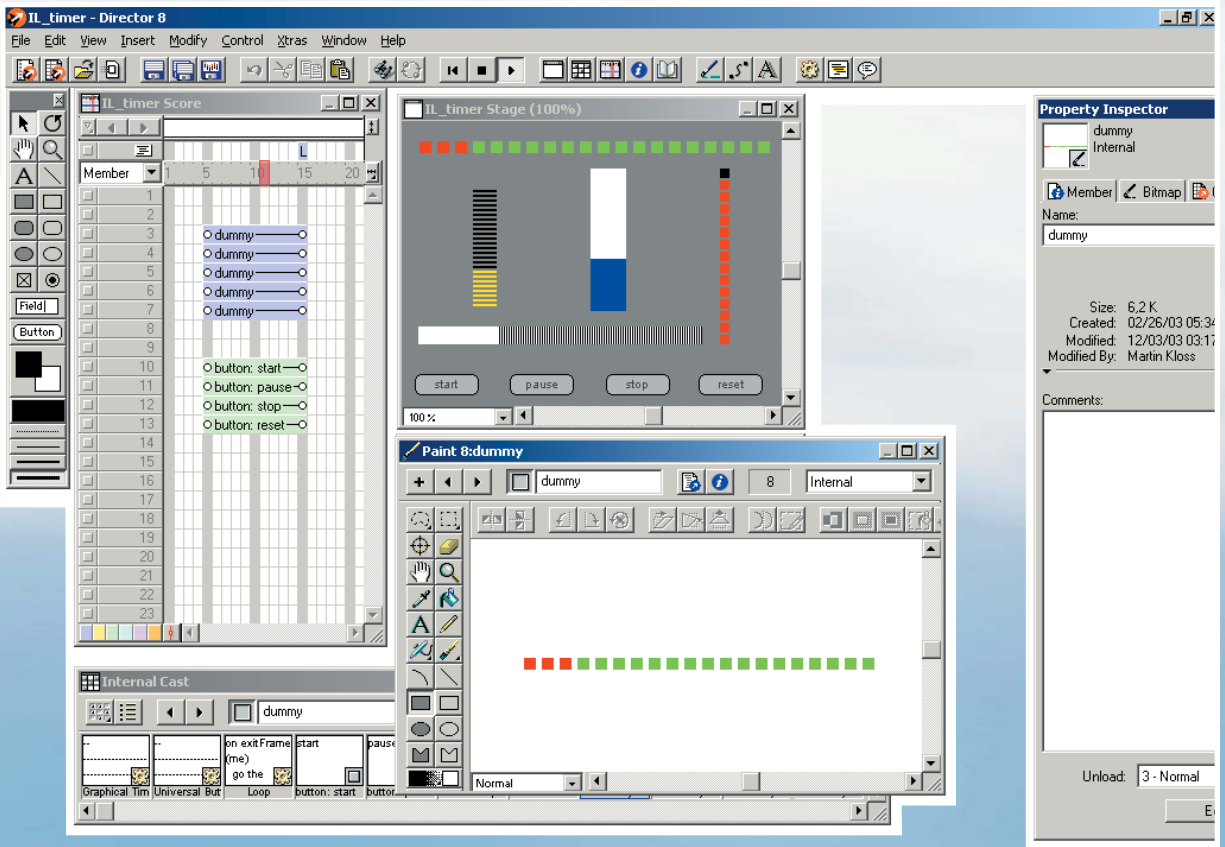 IL_timer - Director 8
File Edit View Insert Modify Control Xtras Window Help
IL_timer Score
Member
1 5 10 15 20
L
1
2
3 dummy
4 dummy
5 dummy
6 dummy
7 dummy
8
9
10 button: start
11 button: pause
12 button: stop
13 button: reset
14
15
16
17
18
19
20
21
22
23
A
Field
Button
IL_timer Stage (100%)
start pause stop reset
100 %
Paint 8:dummy
dummy 8 Internal
A
Normal
Internal Cast
dummy
on exitFrame
(me)
go the
start
pause
Graphical Tim Universal But Loop button: start button
Property Inspector
dummy
Internal
Member Bitmap
Name:
dummy
Size: 6,2 K
Created: 02/26/03 05:34
Modified: 12/03/03 03:17
Modified By: Martin Kloss
Comments:
Unload: 3 - Normal